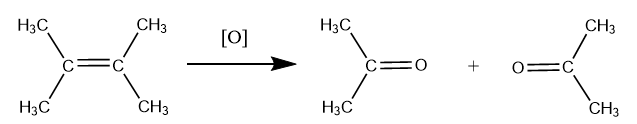 H₃C CH₃ H₃C CH₃
[O]
C C C O + O C
H₃C CH₃ H₃C CH₃